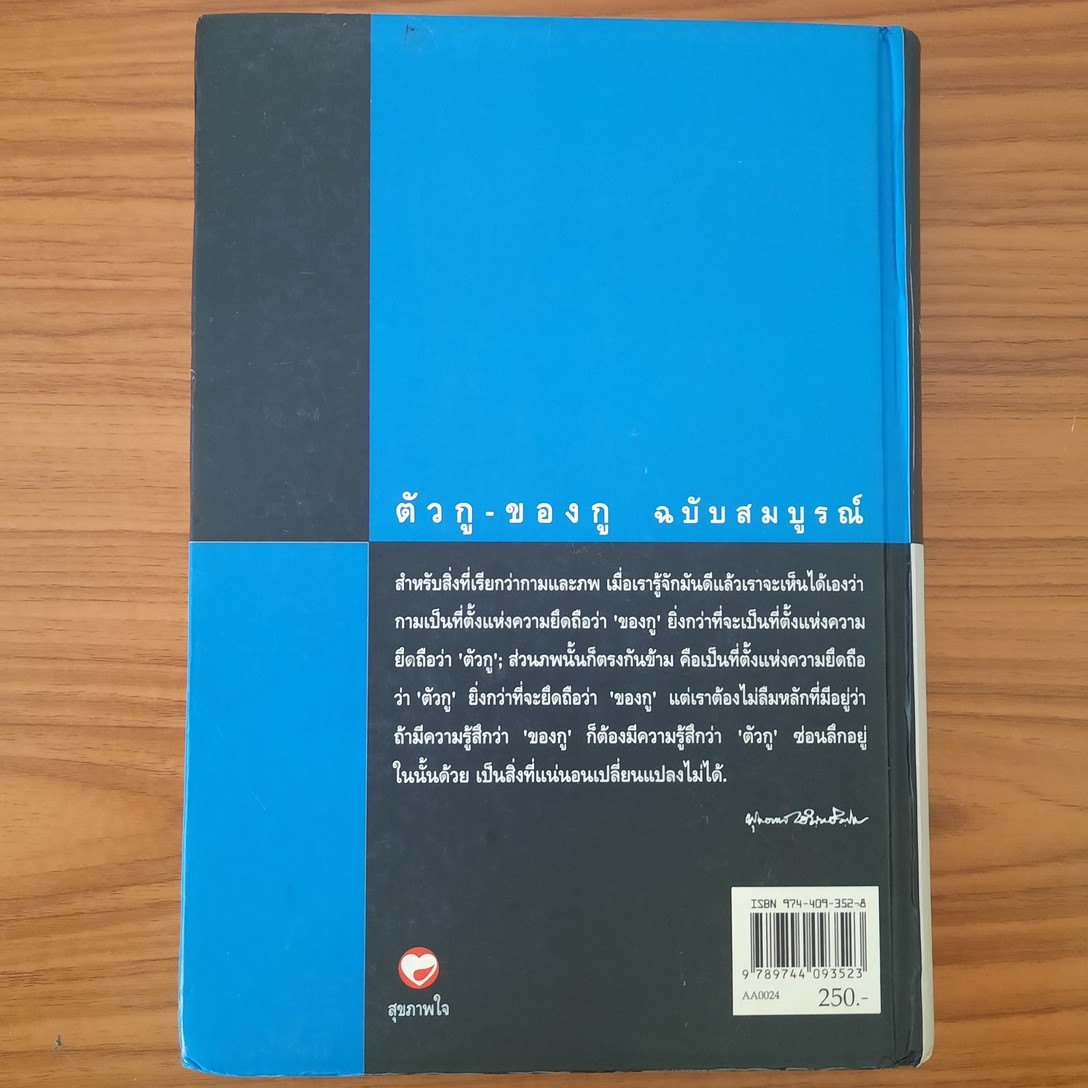 ตัวกู-ของกู ฉบับสมบูรณ์
สำหรับสิ่งที่เรียกว่ากามและภพ เมื่อเรารู้จักมันดีแล้วเราจะเห็นได้เองว่า
กามเป็นที่ตั้งแห่งความยึดถือว่า 'ของกู' ยิ่งกว่าที่จะเป็นที่ตั้งแห่งความ
ยึดถือว่า 'ตัวกู'; ส่วนภพนั้นก็ตรงกันข้าม คือเป็นที่ตั้งแห่งความยึดถือ
ว่า 'ตัวกู' ยิ่งกว่าที่จะยึดถือว่า 'ของกู' แต่เราต้องไม่ลืมหลักที่มีอยู่ว่า
ถ้ามีความรู้สึกว่า 'ของกู' ก็ต้องมีความรู้สึกว่า 'ตัวกู' ซ่อนลึกอยู่
ในนั้นด้วย เป็นสิ่งที่แน่นอนเปลี่ยนแปลงไม่ได้.
ISBN 974-409-352-8
9 789744 093523
AA0024 250.-
สุขภาพใจ